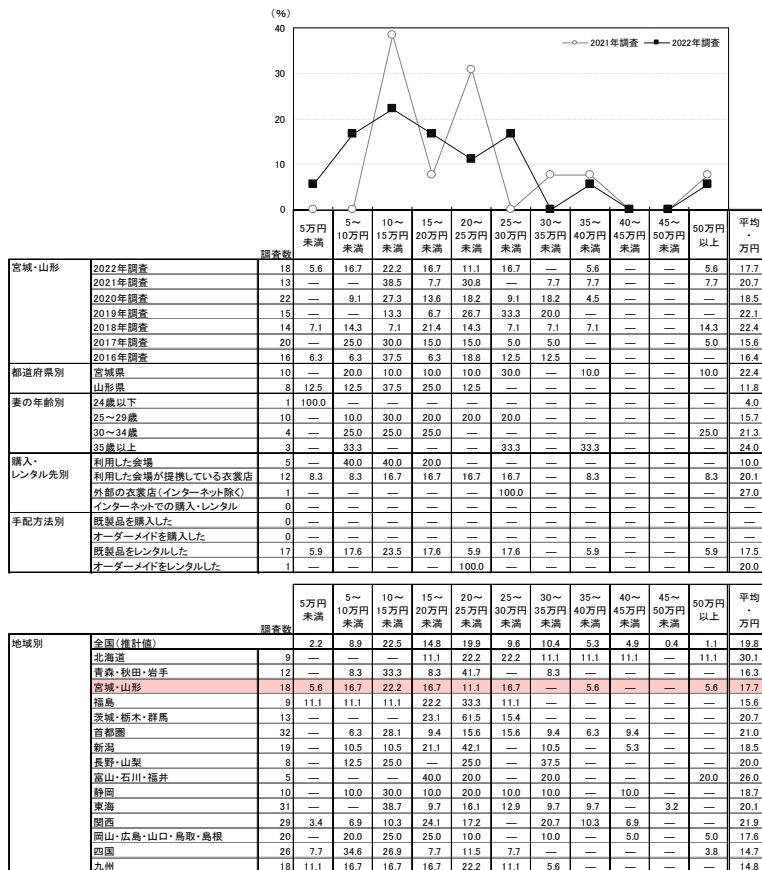 (%)
40
30
20
10
0
2021年調査 2022年調査
調査数 5万円未満 5～10万円未満 10～15万円未満 15～20万円未満 20～25万円未満 25～30万円未満 30～35万円未満 35～40万円未満 40～45万円未満 45～50万円未満 50万円以上 平均・万円
宮城・山形 2022年調査 18 5.6 16.7 22.2 16.7 11.1 16.7 — 5.6 — — 5.6 17.7
2021年調査 13 — — 38.5 7.7 30.8 — 7.7 7.7 — — 7.7 20.7
2020年調査 22 — 9.1 27.3 13.6 18.2 9.1 18.2 4.5 — — — 18.5
2019年調査 15 — — 13.3 6.7 26.7 33.3 20.0 — — — — 22.1
2018年調査 14 7.1 14.3 7.1 21.4 14.3 7.1 7.1 7.1 — — 14.3 22.4
2017年調査 20 — 25.0 30.0 15.0 15.0 5.0 5.0 — — — 5.0 15.6
2016年調査 16 6.3 6.3 37.5 6.3 18.8 12.5 12.5 — — — — 16.4
都道府県別 宮城県 10 — 20.0 10.0 10.0 10.0 30.0 — 10.0 — — 10.0 22.4
山形県 8 12.5 12.5 37.5 25.0 12.5 — — — — — — 11.8
妻の年齢別 24歳以下 1 100.0 — — — — — — — — — — 4.0
25～29歳 10 — 10.0 30.0 20.0 20.0 20.0 — — — — — 15.7
30～34歳 4 — 25.0 25.0 25.0 — — — — — — 25.0 21.3
35歳以上 3 — 33.3 — — — 33.3 — 33.3 — — — 24.0
購入・レンタル先別 利用した会場 5 — 40.0 40.0 20.0 — — — — — — — 10.0
利用した会場が提携している衣裳店 12 8.3 8.3 16.7 16.7 16.7 16.7 — 8.3 — — 8.3 20.1
外部の衣裳店(インターネット除く) 1 — — — — — 100.0 — — — — — 27.0
インターネットでの購入・レンタル 0 — — — — — — — — — — — —
手配方法別 既製品を購入した 0 — — — — — — — — — — — —
オーダーメイドを購入した 0 — — — — — — — — — — — —
既製品をレンタルした 17 5.9 17.6 23.5 17.6 5.9 17.6 — 5.9 — — 5.9 17.5
オーダーメイドをレンタルした 1 — — — — 100.0 — — — — — — 20.0
調査数 5万円未満 5～10万円未満 10～15万円未満 15～20万円未満 20～25万円未満 25～30万円未満 30～35万円未満 35～40万円未満 40～45万円未満 45～50万円未満 50万円以上 平均・万円
地域別 全国(推計値) 2.2 8.9 22.5 14.8 19.9 9.6 10.4 5.3 4.9 0.4 1.1 19.8
北海道 9 — — — 11.1 22.2 22.2 11.1 11.1 11.1 — 11.1 30.1
青森・秋田・岩手 12 — 8.3 33.3 8.3 41.7 — 8.3 — — — — 16.3
宮城・山形 18 5.6 16.7 22.2 16.7 11.1 16.7 — 5.6 — — 5.6 17.7
福島 9 11.1 11.1 11.1 22.2 33.3 11.1 — — — — — 15.6
茨城・栃木・群馬 13 — — — 23.1 61.5 15.4 — — — — — 20.7
首都圏 32 — 6.3 28.1 9.4 15.6 15.6 9.4 6.3 9.4 — — 21.0
新潟 19 — 10.5 10.5 21.1 42.1 — 10.5 — 5.3 — — 18.5
長野・山梨 8 — 12.5 25.0 — 25.0 — 37.5 — — — — 20.0
富山・石川・福井 5 — — — 40.0 20.0 — 20.0 — — — 20.0 26.0
静岡 10 — 10.0 30.0 10.0 20.0 10.0 10.0 — 10.0 — — 18.7
東海 31 — — 38.7 9.7 16.1 12.9 9.7 9.7 — 3.2 — 20.1
関西 29 3.4 6.9 10.3 24.1 17.2 — 20.7 10.3 6.9 — — 21.9
岡山・広島・山口・鳥取・島根 20 — 20.0 25.0 25.0 10.0 — 10.0 — 5.0 — 5.0 17.6
四国 26 7.7 34.6 26.9 7.7 11.5 7.7 — — — — 3.8 14.7
九州 18 11.1 16.7 16.7 16.7 22.2 11.1 5.6 — — — — 14.8